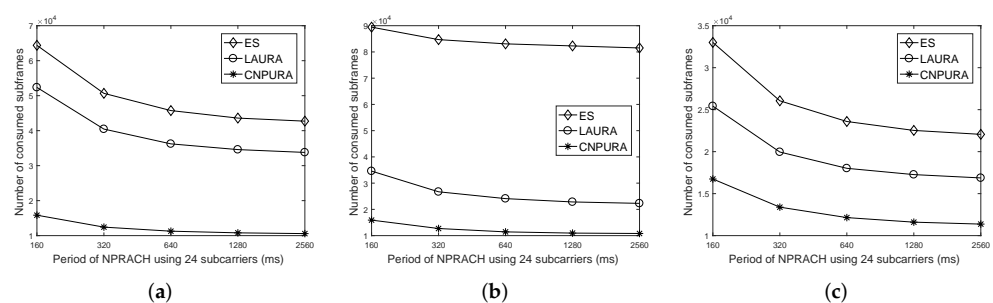 ×10^4
7
6
5
4
3
2
1
Number of consumed subframes
ES
LAURA
CNPURA
160 320 640 1280 2560
Period of NPRACH using 24 subcarriers (ms)
(a)
×10^4
9
8
7
6
5
4
3
2
1
Number of consumed subframes
ES
LAURA
CNPURA
160 320 640 1280 2560
Period of NPRACH using 24 subcarriers (ms)
(b)
×10^4
3.5
3
2.5
2
1.5
1
Number of consumed subframes
ES
LAURA
CNPURA
160 320 640 1280 2560
Period of NPRACH using 24 subcarriers (ms)
(c)